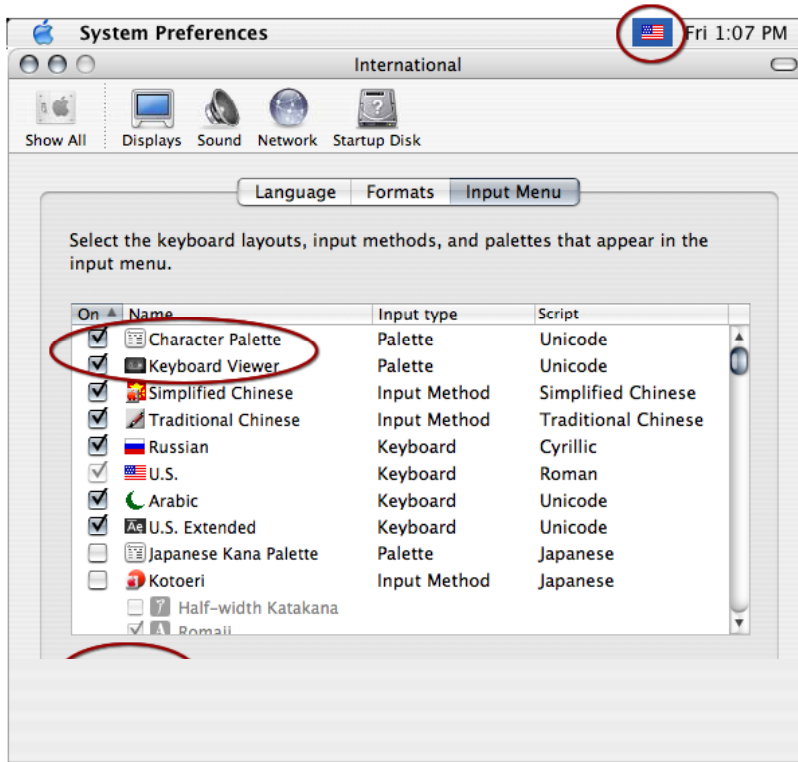 System Preferences Fri 1:07 PM
International
Show All Displays Sound Network Startup Disk
Language Formats Input Menu
Select the keyboard layouts, input methods, and palettes that appear in the
input menu.
On Name Input type Script
Character Palette Palette Unicode
Keyboard Viewer Palette Unicode
Simplified Chinese Input Method Simplified Chinese
Traditional Chinese Input Method Traditional Chinese
Russian Keyboard Cyrillic
U.S. Keyboard Roman
Arabic Keyboard Unicode
U.S. Extended Keyboard Unicode
Japanese Kana Palette Palette Japanese
Kotoeri Input Method Japanese
Half-width Katakana
Romaji